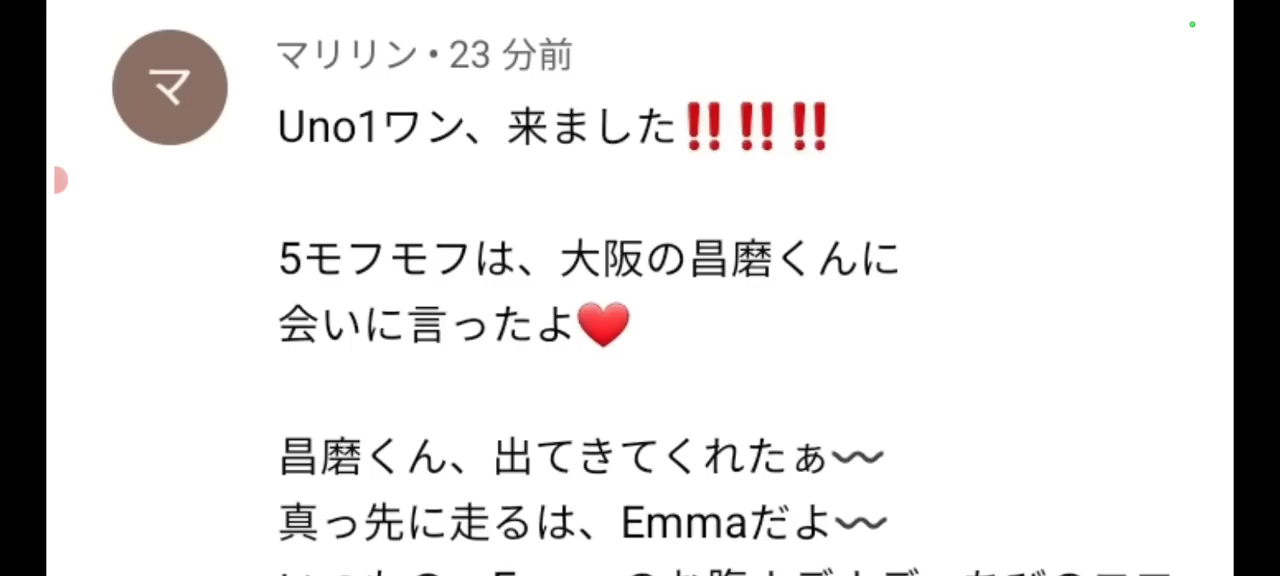 マ
マリリン • 23 分前
Uno1ワン、来ました‼️‼️‼️
5モフモフは、大阪の昌磨くんに
会いに言ったよ❤️
昌磨くん、出てきてくれたぁ〰️
真っ先に走るは、Emmaだよ〰️